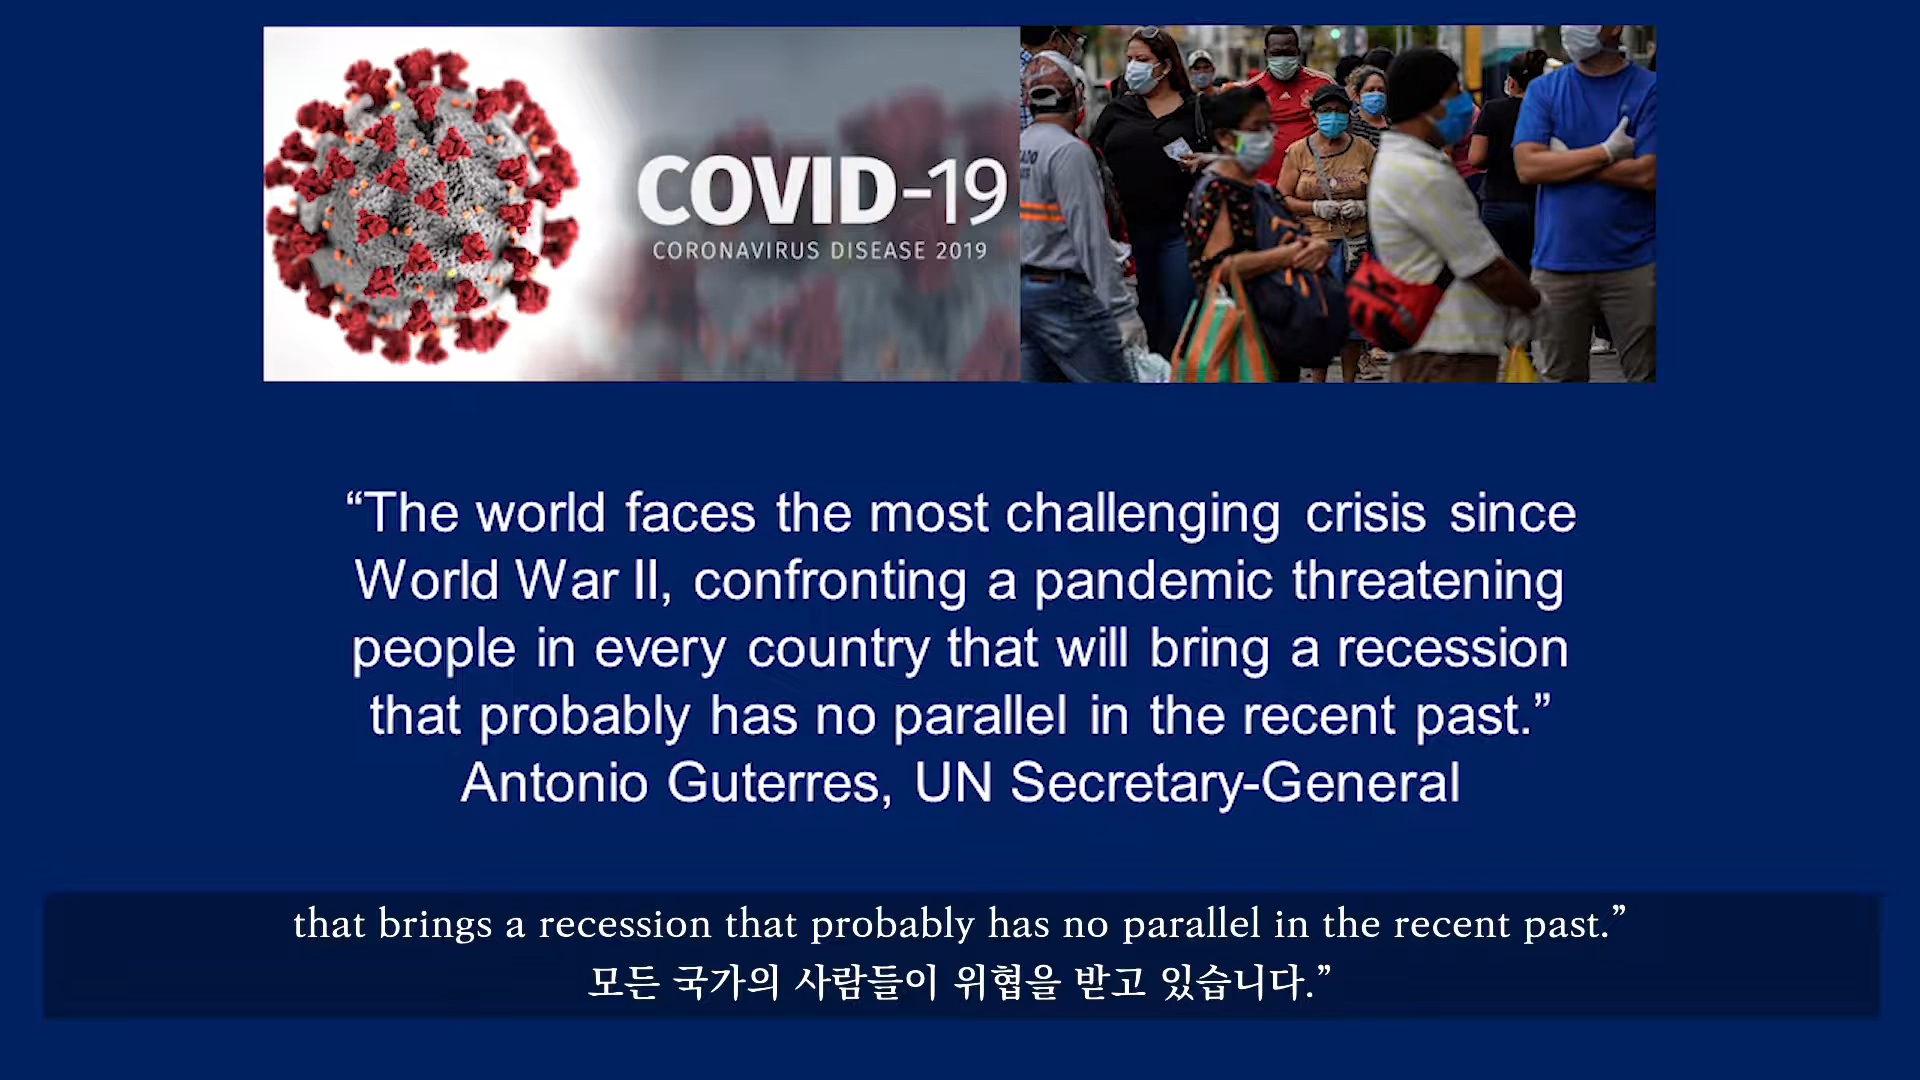 COVID-19
CORONAVIRUS DISEASE 2019
“The world faces the most challenging crisis since
World War II, confronting a pandemic threatening
people in every country that will bring a recession
that probably has no parallel in the recent past.”
Antonio Guterres, UN Secretary-General
that brings a recession that probably has no parallel in the recent past.”
모든 국가의 사람들이 위협을 받고 있습니다.”